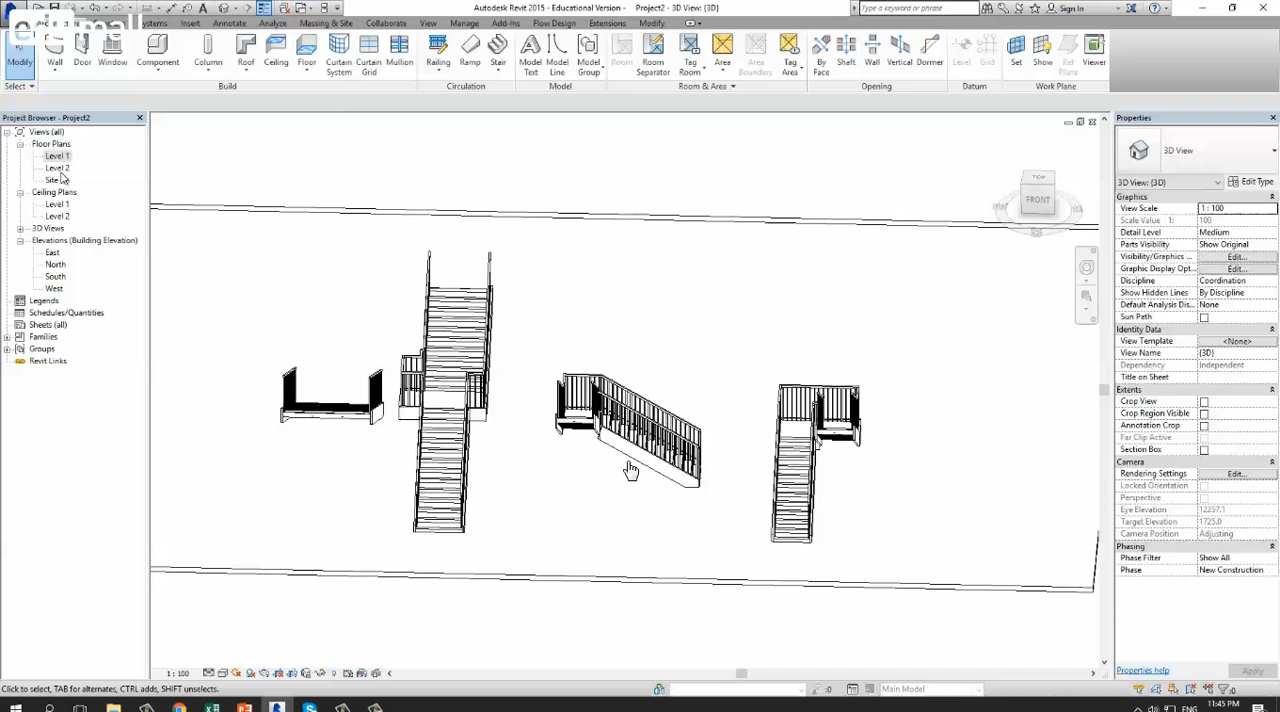 Autodesk Revit 2015 - Educational Version - Project2 - 3D View: {3D}
Type a keyword or phrase
Sign In
Systems Insert Annotate Analyze Massing & Site Collaborate View Manage Add-Ins Flow Design Extensions Modify
Modify Wall Door Window Component Column Roof Ceiling Floor Curtain System Curtain Grid Mullion Railing Ramp Stair Model Text Model Line Model Group Room Room Separator Tag Room Area Area Boundary Tag Area By Face Shaft Wall Vertical Dormer Level Grid Set Show Ref Plane Viewer
Select Build Circulation Model Room & Area Opening Datum Work Plane
Project Browser - Project2
Views (all)
Floor Plans
Level 1
Level 2
Site
Ceiling Plans
Level 1
Level 2
3D Views
Elevations (Building Elevation)
East
North
South
West
Legends
Schedules/Quantities
Sheets (all)
Families
Groups
Revit Links
TOP
FRONT
Properties
3D View
3D View: {3D} Edit Type
Graphics
View Scale 1 : 100
Scale Value 1: 100
Detail Level Medium
Parts Visibility Show Original
Visibility/Graphics ... Edit...
Graphic Display Opt... Edit...
Discipline Coordination
Show Hidden Lines By Discipline
Default Analysis Dis... None
Sun Path
Identity Data
View Template <None>
View Name {3D}
Dependency Independent
Title on Sheet
Extents
Crop View
Crop Region Visible
Annotation Crop
Far Clip Active
Section Box
Camera
Rendering Settings Edit...
Locked Orientation
Perspective
Eye Elevation 12257.1
Target Elevation 1725.0
Camera Position Adjusting
Phasing
Phase Filter Show All
Phase New Construction
Properties help Apply
1 : 100
Click to select, TAB for alternates, CTRL adds, SHIFT unselects.
:0 Main Model :0
ENG 11:45 PM